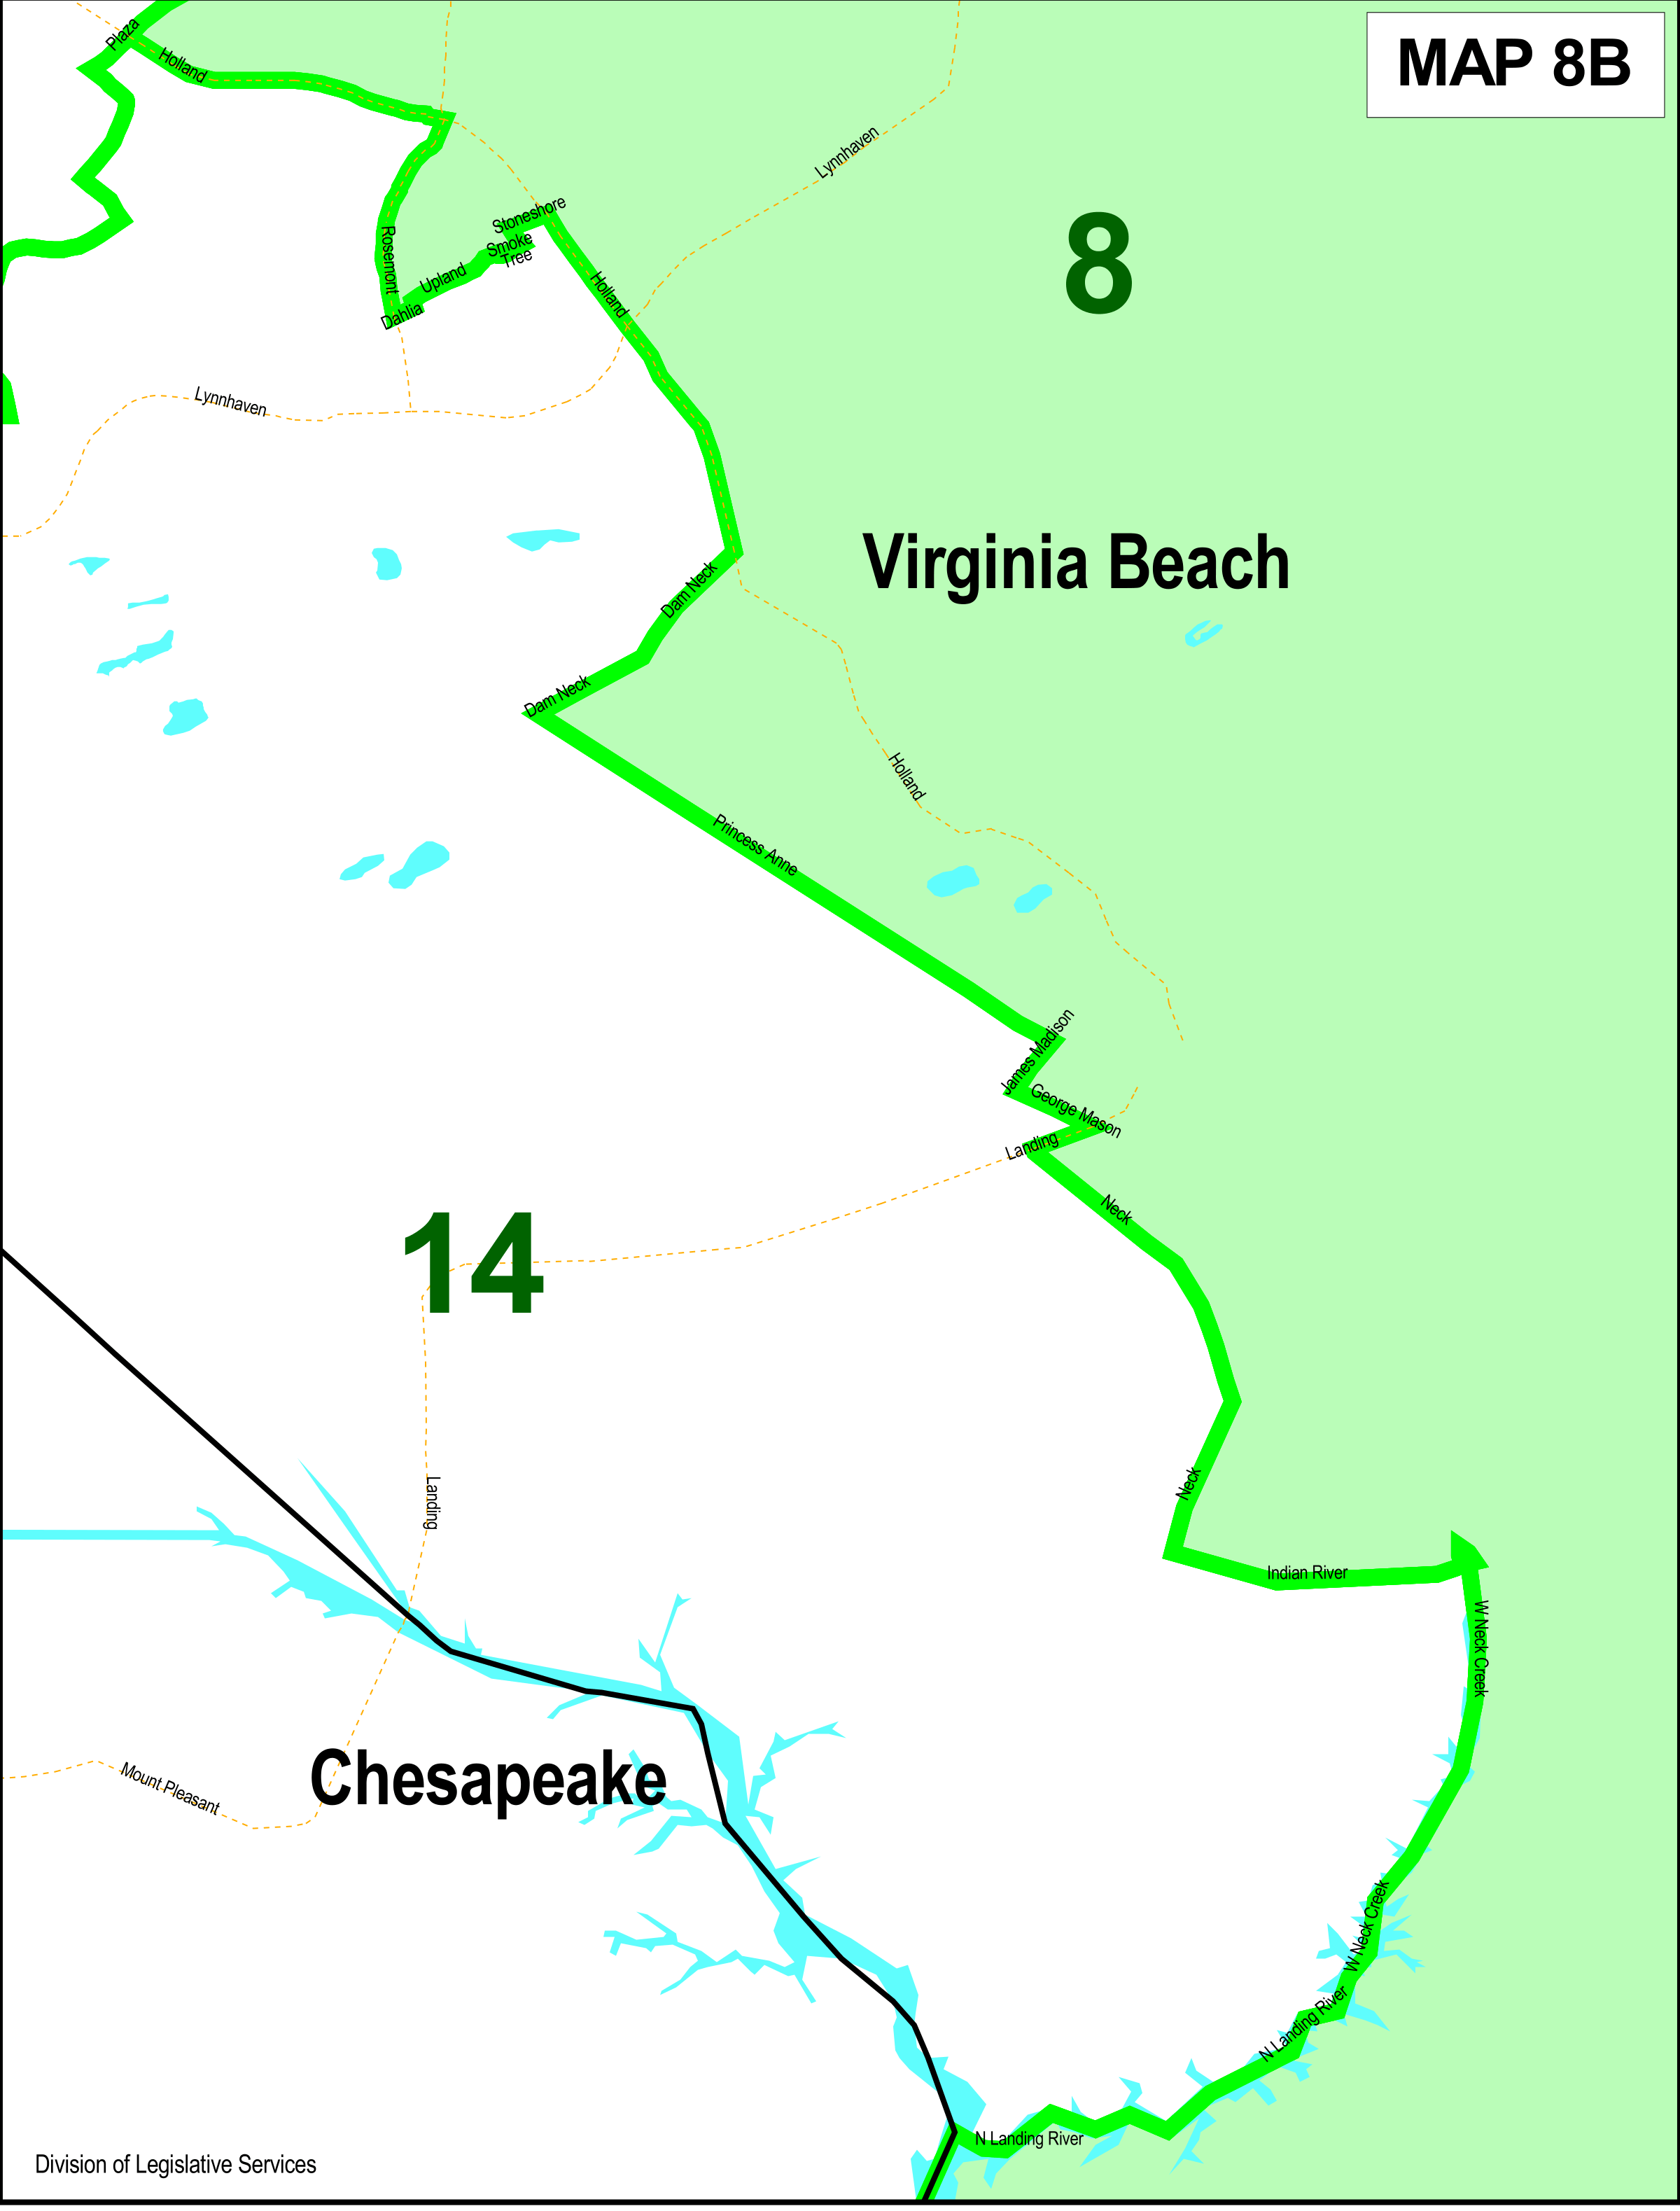 MAP 8B
Plaza
Holland
Lynnhaven
Stoneshore
Smoke
Tree
Rosemont
Upland
Dahlia
Holland
8
Lynnhaven
Virginia Beach
Dam Neck
Dam Neck
Holland
Princess Anne
James Madison
George Mason
Landing
Neck
14
Neck
Landing
Indian River
W Neck Creek
Chesapeake
Mount Pleasant
W Neck Creek
N Landing River
N Landing River
Division of Legislative Services